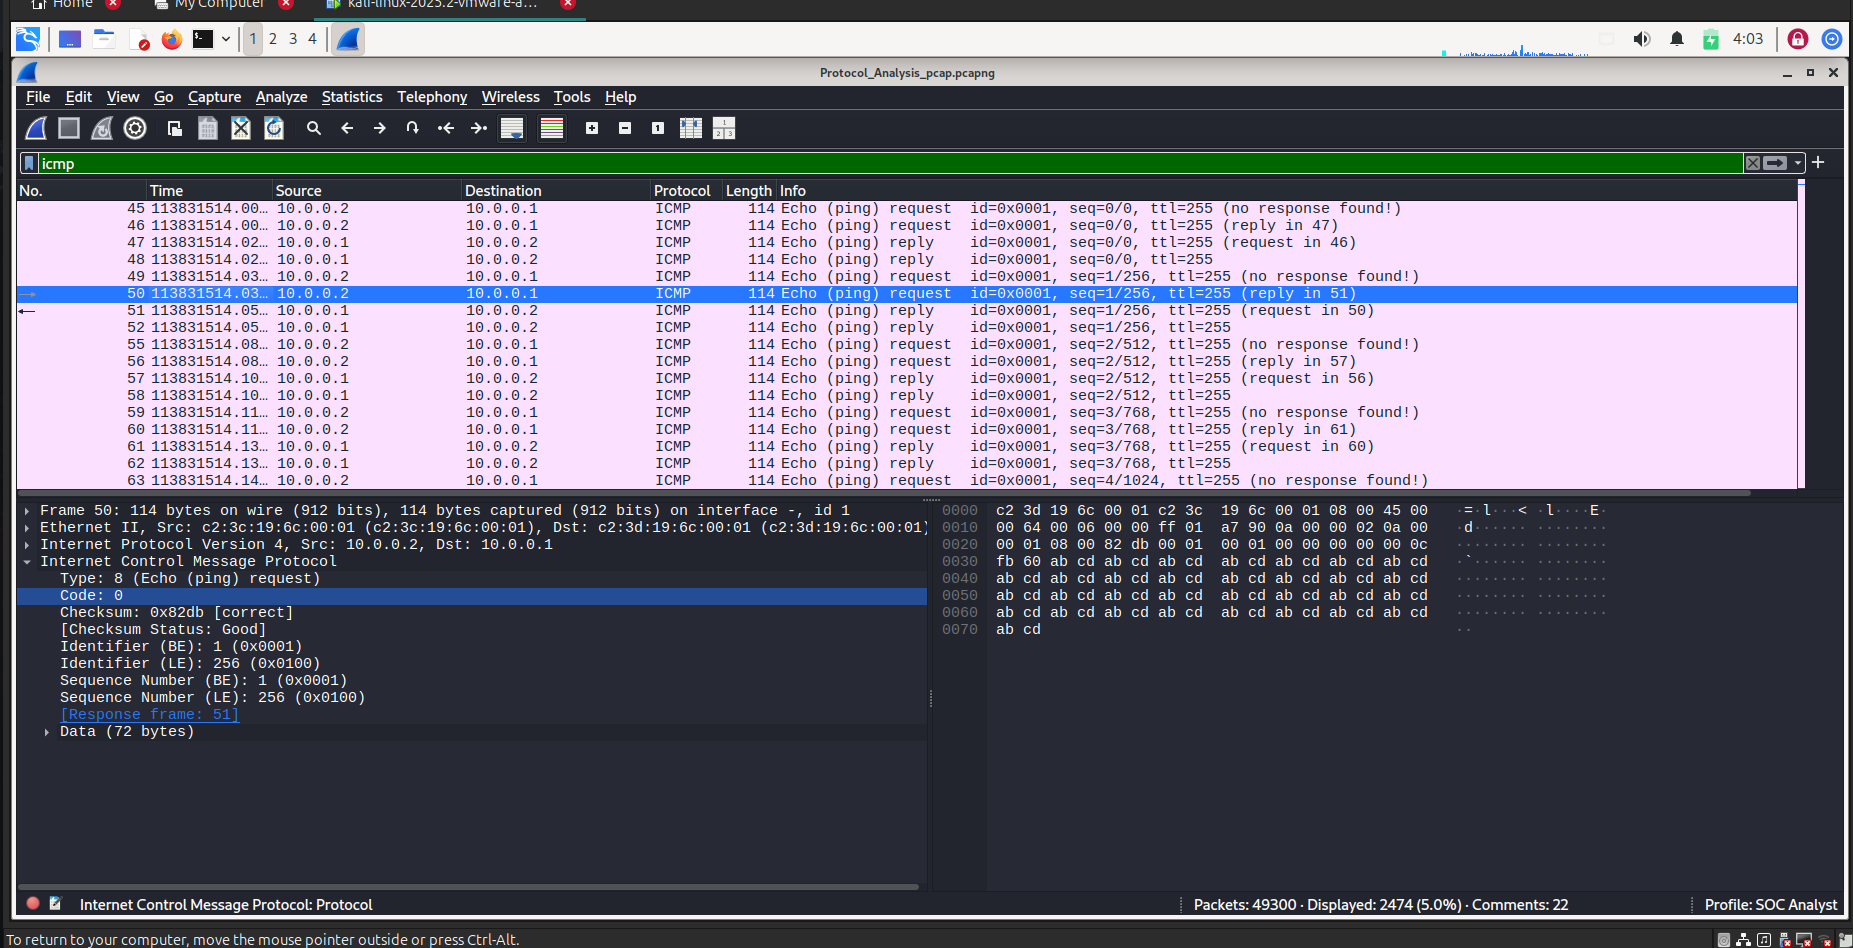 Home
My Computer
kali-linux-2025.2-vmware-a...
1 2 3 4
4:03
Protocol_Analysis_pcap.pcapng
File Edit View Go Capture Analyze Statistics Telephony Wireless Tools Help
icmp
No. Time Source Destination Protocol Length Info
45 113831514.00… 10.0.0.2 10.0.0.1 ICMP 114 Echo (ping) request id=0x0001, seq=0/0, ttl=255 (no response found!)
46 113831514.00… 10.0.0.2 10.0.0.1 ICMP 114 Echo (ping) request id=0x0001, seq=0/0, ttl=255 (reply in 47)
47 113831514.02… 10.0.0.1 10.0.0.2 ICMP 114 Echo (ping) reply id=0x0001, seq=0/0, ttl=255 (request in 46)
48 113831514.02… 10.0.0.1 10.0.0.2 ICMP 114 Echo (ping) reply id=0x0001, seq=0/0, ttl=255
49 113831514.03… 10.0.0.2 10.0.0.1 ICMP 114 Echo (ping) request id=0x0001, seq=1/256, ttl=255 (no response found!)
50 113831514.03… 10.0.0.2 10.0.0.1 ICMP 114 Echo (ping) request id=0x0001, seq=1/256, ttl=255 (reply in 51)
51 113831514.05… 10.0.0.1 10.0.0.2 ICMP 114 Echo (ping) reply id=0x0001, seq=1/256, ttl=255 (request in 50)
52 113831514.05… 10.0.0.1 10.0.0.2 ICMP 114 Echo (ping) reply id=0x0001, seq=1/256, ttl=255
55 113831514.08… 10.0.0.2 10.0.0.1 ICMP 114 Echo (ping) request id=0x0001, seq=2/512, ttl=255 (no response found!)
56 113831514.08… 10.0.0.2 10.0.0.1 ICMP 114 Echo (ping) request id=0x0001, seq=2/512, ttl=255 (reply in 57)
57 113831514.10… 10.0.0.1 10.0.0.2 ICMP 114 Echo (ping) reply id=0x0001, seq=2/512, ttl=255 (request in 56)
58 113831514.10… 10.0.0.1 10.0.0.2 ICMP 114 Echo (ping) reply id=0x0001, seq=2/512, ttl=255
59 113831514.11… 10.0.0.2 10.0.0.1 ICMP 114 Echo (ping) request id=0x0001, seq=3/768, ttl=255 (no response found!)
60 113831514.11… 10.0.0.2 10.0.0.1 ICMP 114 Echo (ping) request id=0x0001, seq=3/768, ttl=255 (reply in 61)
61 113831514.13… 10.0.0.1 10.0.0.2 ICMP 114 Echo (ping) reply id=0x0001, seq=3/768, ttl=255 (request in 60)
62 113831514.13… 10.0.0.1 10.0.0.2 ICMP 114 Echo (ping) reply id=0x0001, seq=3/768, ttl=255
63 113831514.14… 10.0.0.2 10.0.0.1 ICMP 114 Echo (ping) request id=0x0001, seq=4/1024, ttl=255 (no response found!)
Frame 50: 114 bytes on wire (912 bits), 114 bytes captured (912 bits) on interface -, id 1
Ethernet II, Src: c2:3c:19:6c:00:01 (c2:3c:19:6c:00:01), Dst: c2:3d:19:6c:00:01 (c2:3d:19:6c:00:01)
Internet Protocol Version 4, Src: 10.0.0.2, Dst: 10.0.0.1
Internet Control Message Protocol
Type: 8 (Echo (ping) request)
Code: 0
Checksum: 0x82db [correct]
[Checksum Status: Good]
Identifier (BE): 1 (0x0001)
Identifier (LE): 256 (0x0100)
Sequence Number (BE): 1 (0x0001)
Sequence Number (LE): 256 (0x0100)
[Response frame: 51]
Data (72 bytes)
0000 c2 3d 19 6c 00 01 c2 3c 19 6c 00 01 08 00 45 00 ·=·l···< ·l····E·
0010 00 64 00 06 00 00 ff 01 a7 90 0a 00 00 02 0a 00 ·d······ ········
0020 00 01 08 00 82 db 00 01 00 01 00 00 00 00 00 0c ········ ········
0030 fb 60 ab cd ab cd ab cd ab cd ab cd ab cd ab cd ·`······ ········
0040 ab cd ab cd ab cd ab cd ab cd ab cd ab cd ab cd ········ ········
0050 ab cd ab cd ab cd ab cd ab cd ab cd ab cd ab cd ········ ········
0060 ab cd ab cd ab cd ab cd ab cd ab cd ab cd ab cd ········ ········
0070 ab cd ··
Internet Control Message Protocol: Protocol
Packets: 49300 · Displayed: 2474 (5.0%) · Comments: 22
Profile: SOC Analyst
To return to your computer, move the mouse pointer outside or press Ctrl-Alt.